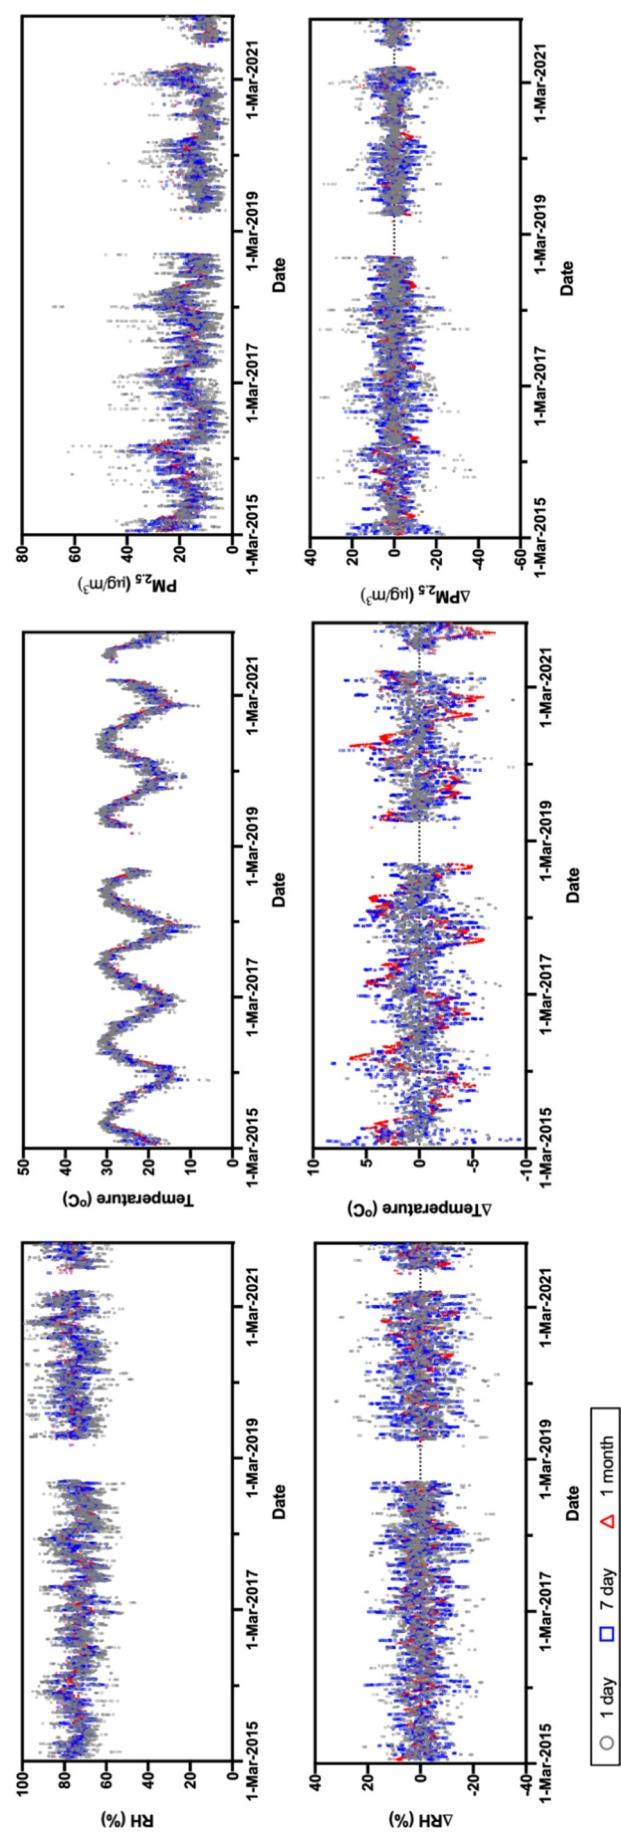 100
80
60
40
20
0
RH (%)
1-Mar-2015
1-Mar-2017
1-Mar-2019
1-Mar-2021
Date
50
40
30
20
10
0
Temperature (°C)
1-Mar-2015
1-Mar-2017
1-Mar-2019
1-Mar-2021
Date
80
60
40
20
0
PM2.5 (μg/m³)
1-Mar-2015
1-Mar-2017
1-Mar-2019
1-Mar-2021
Date
40
20
0
-20
-40
ΔRH (%)
1-Mar-2015
1-Mar-2017
1-Mar-2019
1-Mar-2021
Date
10
5
0
-5
-10
ΔTemperature (°C)
1-Mar-2015
1-Mar-2017
1-Mar-2019
1-Mar-2021
Date
40
20
0
-20
-40
-60
ΔPM2.5 (μg/m³)
1-Mar-2015
1-Mar-2017
1-Mar-2019
1-Mar-2021
Date
1 day 7 day 1 month